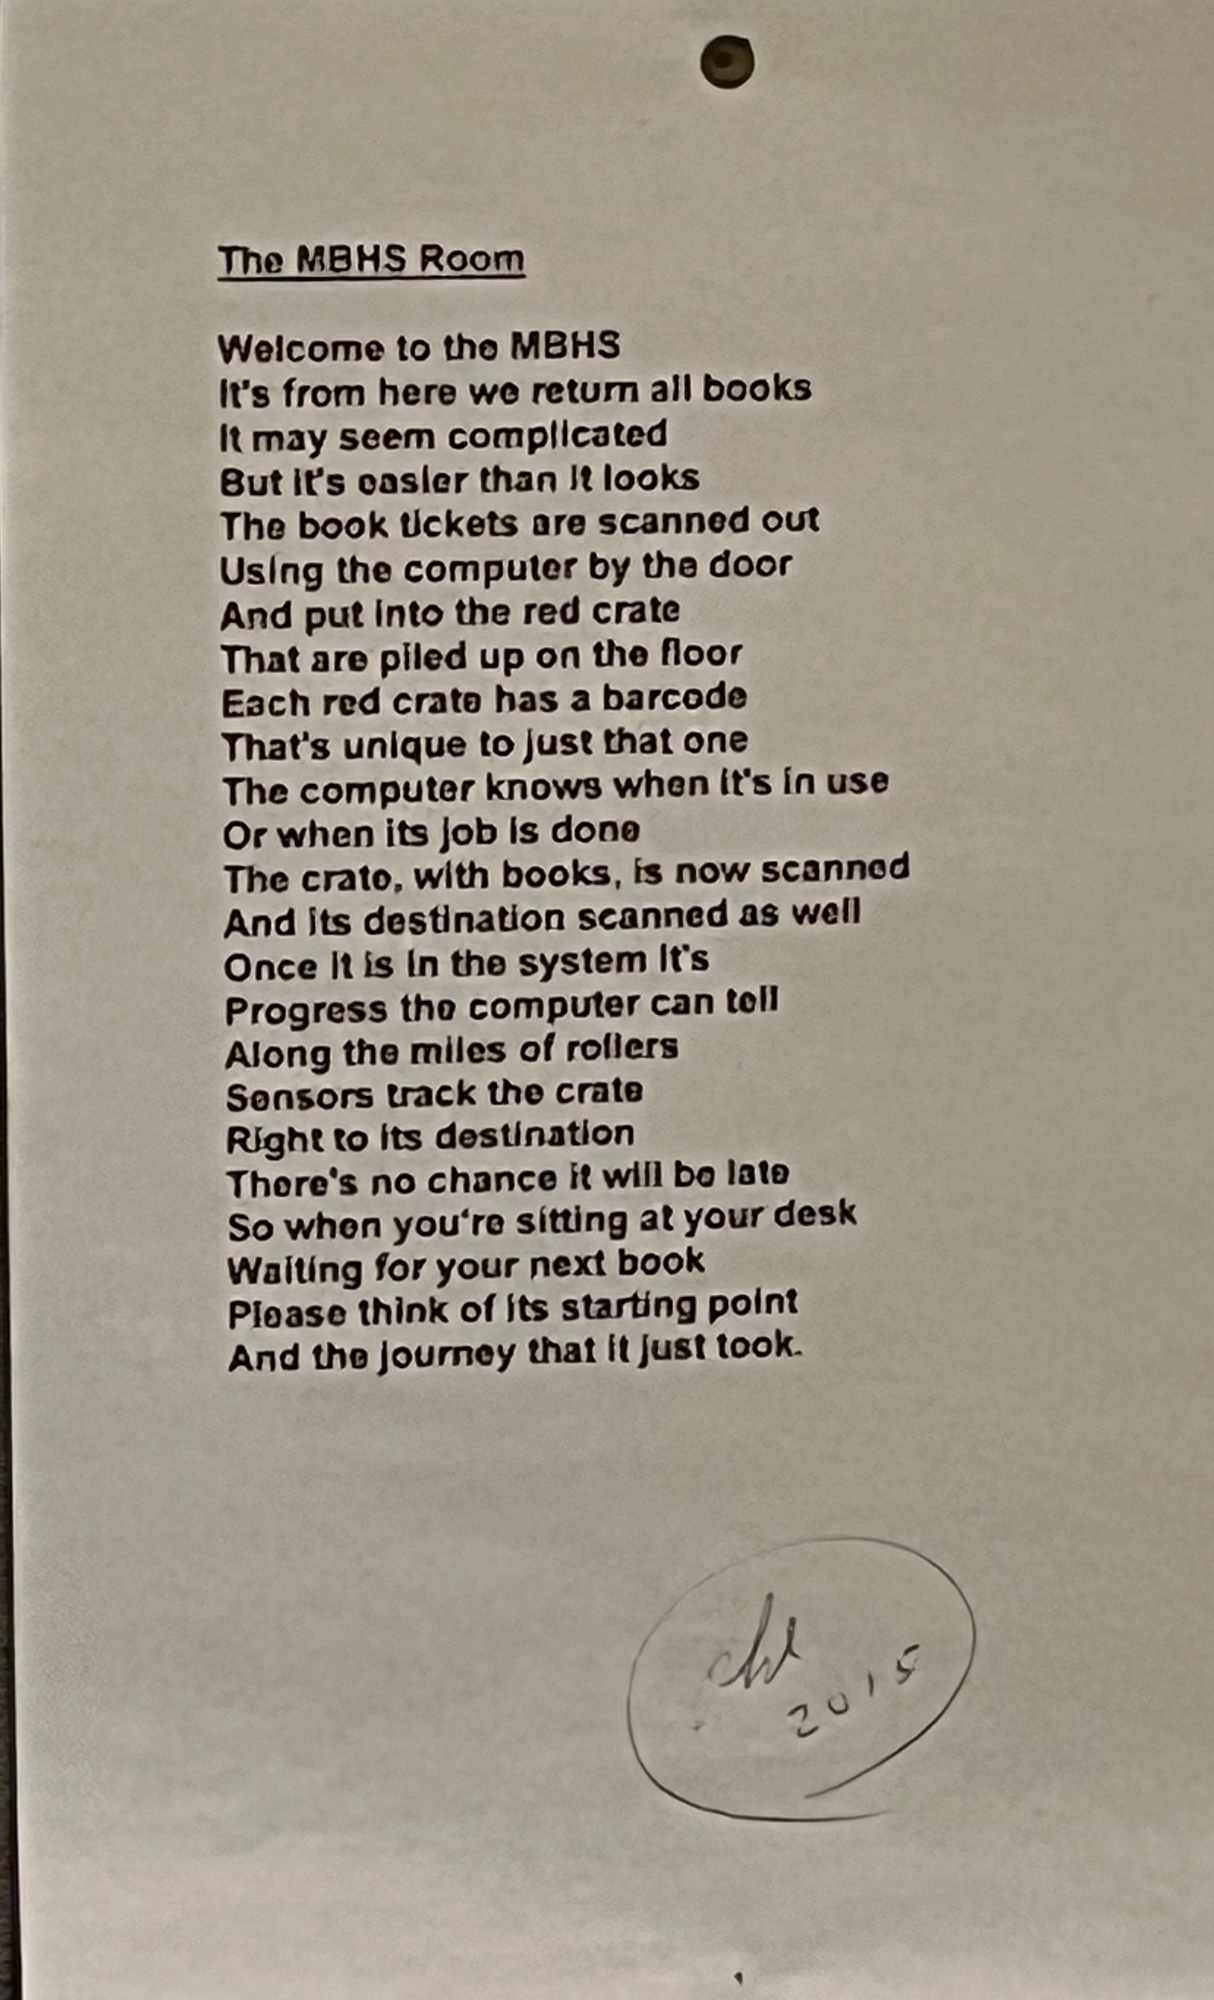 The MBHS Room
Welcome to the MBHS
It's from here we return all books
It may seem complicated
But it's easier than it looks
The book tickets are scanned out
Using the computer by the door
And put into the red crate
That are piled up on the floor
Each red crate has a barcode
That's unique to just that one
The computer knows when it's in use
Or when its job is done
The crate, with books, is now scanned
And its destination scanned as well
Once it is in the system it's
Progress the computer can tell
Along the miles of rollers
Sensors track the crate
Right to its destination
There's no chance it will be late
So when you're sitting at your desk
Waiting for your next book
Please think of its starting point
And the journey that it just took.
2015